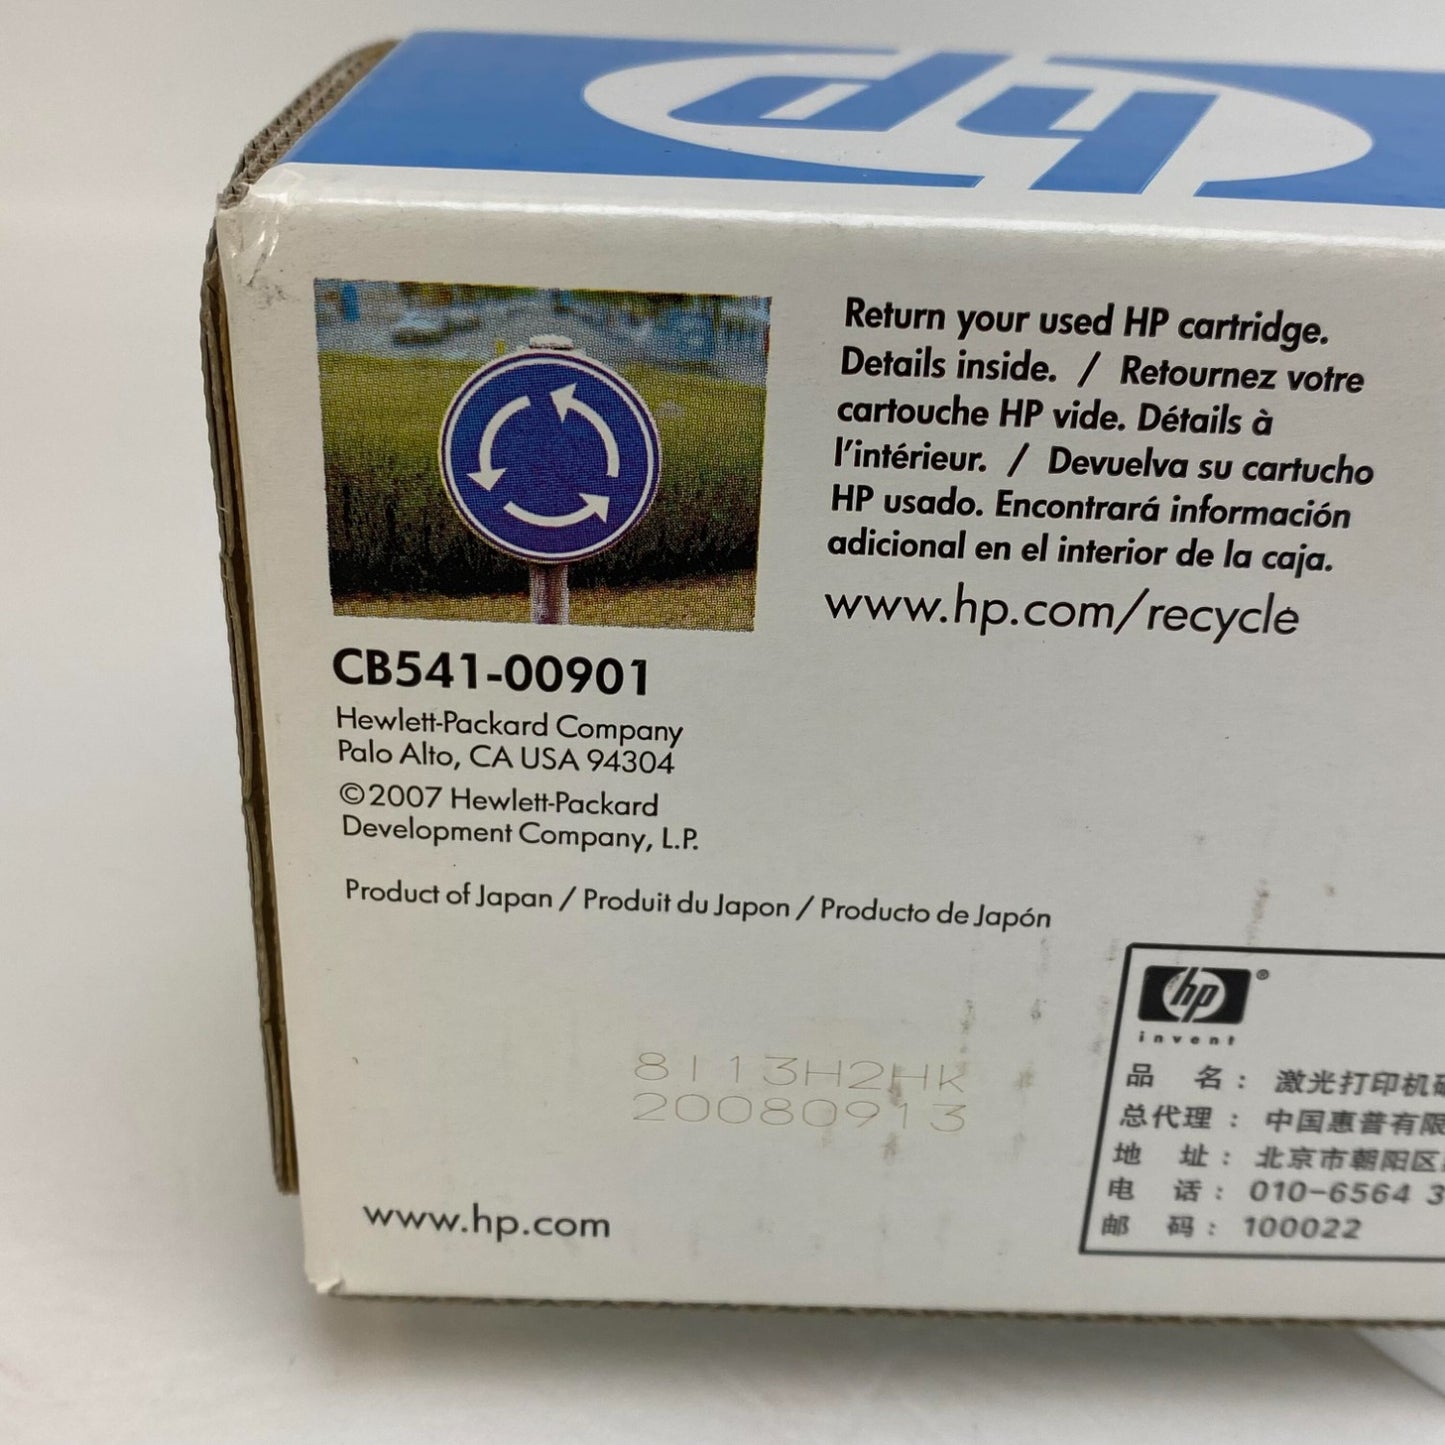 hp
Return your used HP cartridge.
Details inside. / Retournez votre
cartouche HP vide. Détails à
l'intérieur. / Devuelva su cartucho
HP usado. Encontrará información
adicional en el interior de la caja.
www.hp.com/recycle
CB541-00901
Hewlett-Packard Company
Palo Alto, CA USA 94304
©2007 Hewlett-Packard
Development Company, L.P.
Product of Japan / Produit du Japon / Producto de Japón
8113H2HK
20080913
www.hp.com
hp®
invent
品 名: 激光打印机
总代理: 中国惠普有限
地 址: 北京市朝阳区
电 话: 010-6564 3
邮 码: 100022